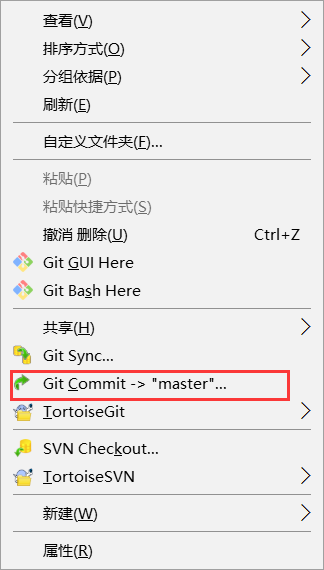 查看(V)
排序方式(O)
分组依据(P)
刷新(E)
自定义文件夹(F)...
粘贴(P)
粘贴快捷方式(S)
撤消 删除(U) Ctrl+Z
Git GUI Here
Git Bash Here
共享(H)
Git Sync...
Git Commit -> "master"...
TortoiseGit
SVN Checkout...
TortoiseSVN
新建(W)
属性(R)